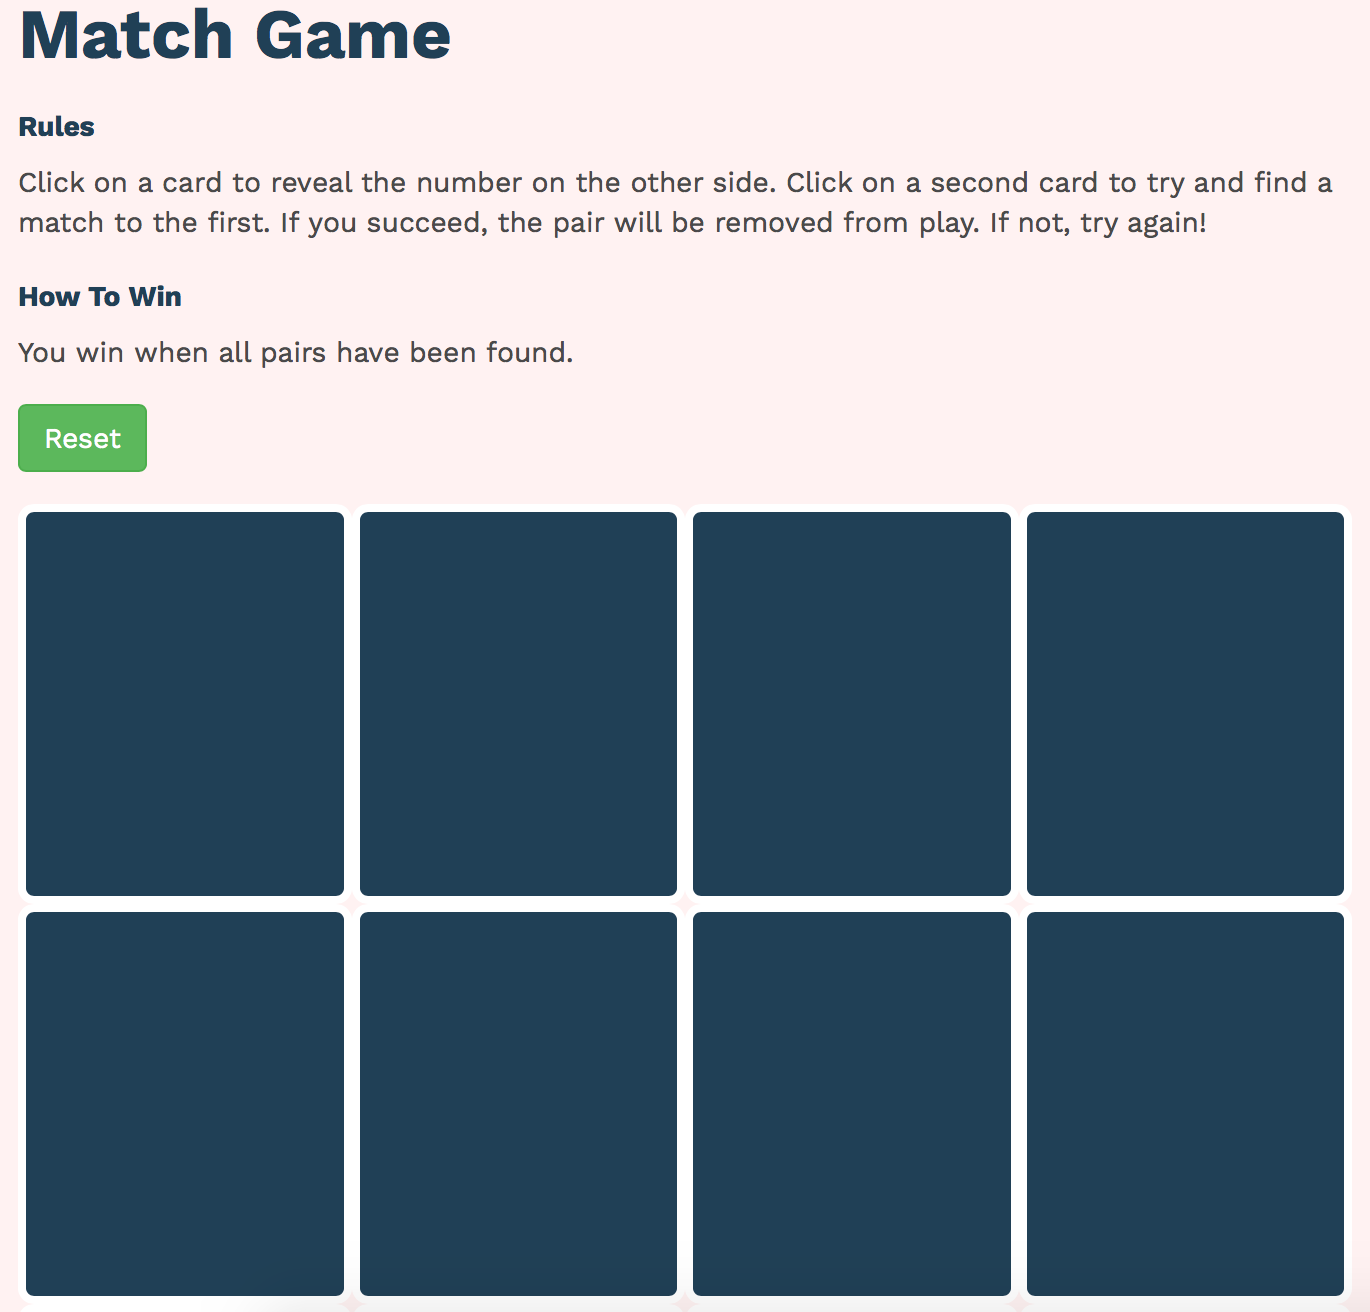 Match Game
Rules
Click on a card to reveal the number on the other side. Click on a second card to try and find a
match to the first. If you succeed, the pair will be removed from play. If not, try again!
How To Win
You win when all pairs have been found.
Reset